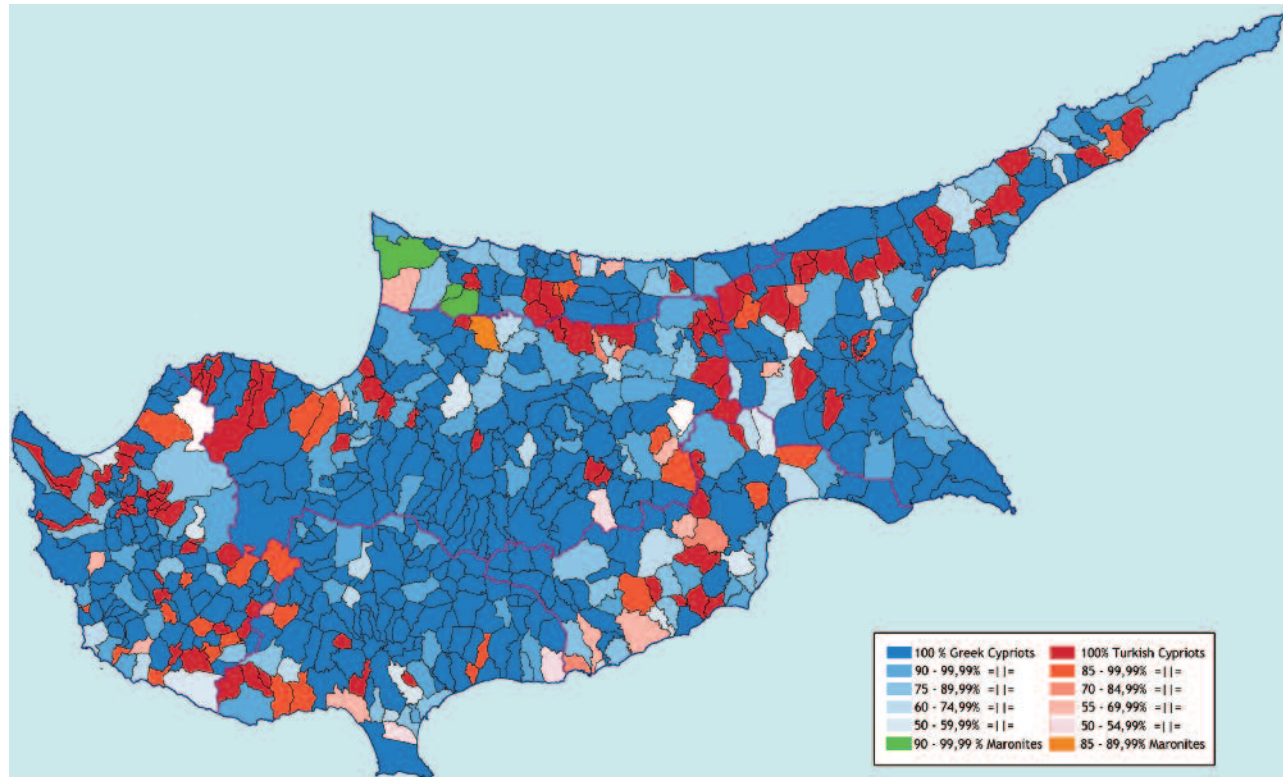 100 % Greek Cypriots
90 - 99,99% =||=
75 - 89,99% =||=
60 - 74,99% =||=
50 - 59,99% =||=
90 - 99,99 % Maronites
100% Turkish Cypriots
85 - 99,99% =||=
70 - 84,99% =||=
55 - 69,99% =||=
50 - 54,99% =||=
85 - 89,99% Maronites